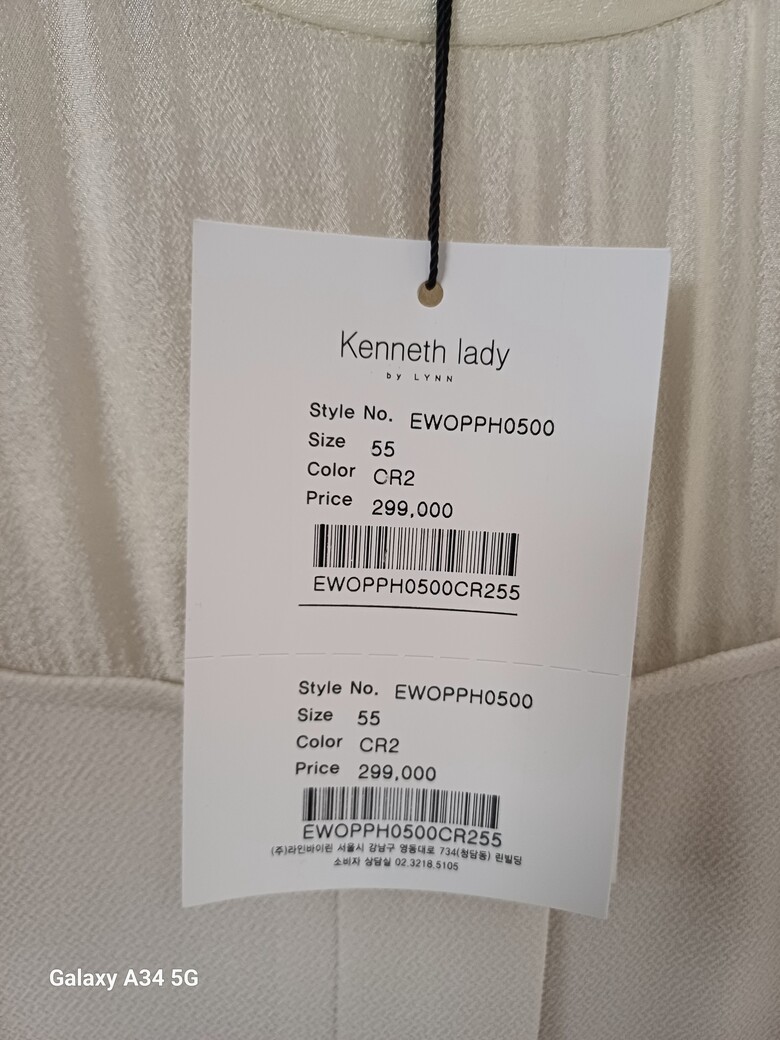 Kenneth lady
by LYNN
Style No. EWOPPH0500
Size 55
Color CR2
Price 299,000
EWOPPH0500CR255
Style No. EWOPPH0500
Size 55
Color CR2
Price 299,000
EWOPPH0500CR255
(주)라인바이린 서울시 강남구 영동대로 734(청담동) 린빌딩
소비자 상담실 02.3218.5105
Galaxy A34 5G